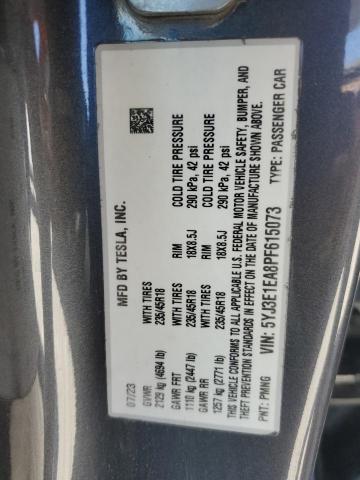 MFD BY TESLA, INC.
07/23
GVWR WITH TIRES RIM COLD TIRE PRESSURE
2129 kg (4694 lb) 235/45R18 18X8.5J 290 kPa, 42 psi
GAWR FRT WITH TIRES RIM COLD TIRE PRESSURE
1110 kg (2447 lb) 235/45R18 18X8.5J 290 kPa, 42 psi
GAWR RR
1257 kg (2771 lb)
THIS VEHICLE CONFORMS TO ALL APPLICABLE U.S. FEDERAL MOTOR VEHICLE SAFETY, BUMPER, AND
THEFT PREVENTION STANDARDS IN EFFECT ON THE DATE OF MANUFACTURE SHOWN ABOVE.
PNT: PMNG VIN: 5YJ3E1EA8PF615073 TYPE: PASSENGER CAR